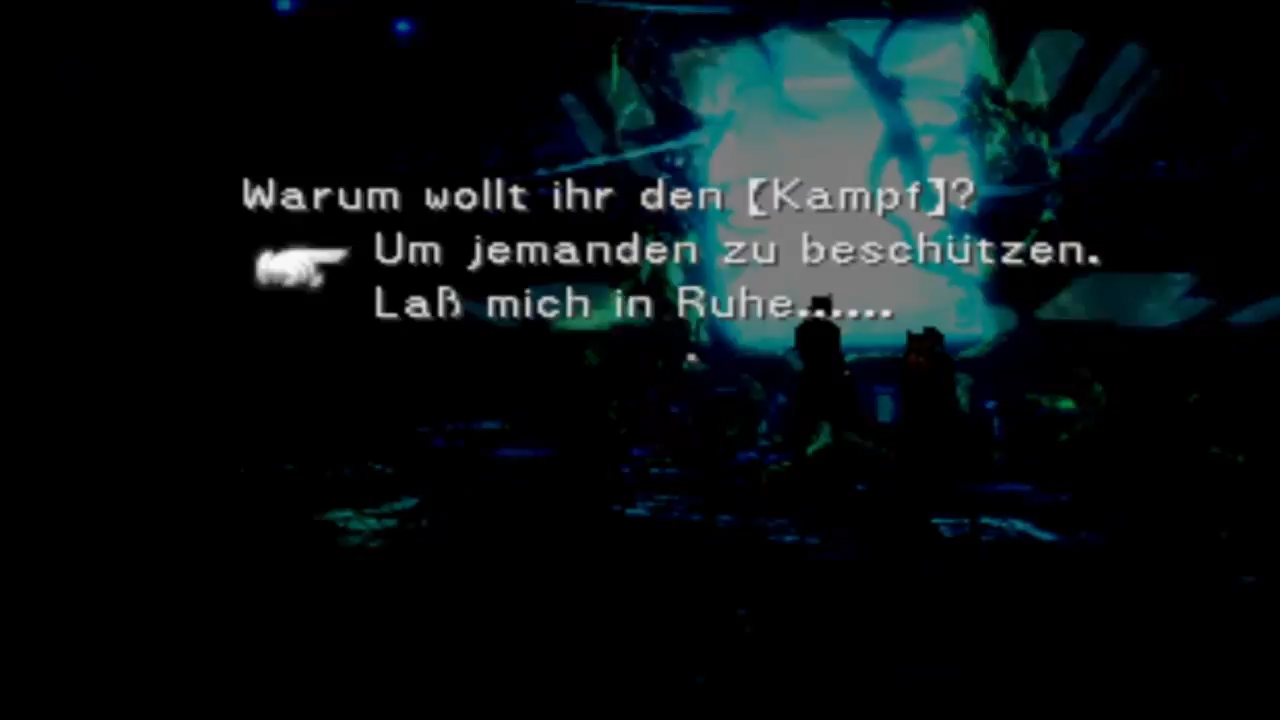 Warum wollt ihr den 【Kampf】?
Um jemanden zu beschützen.
Laß mich in Ruhe......